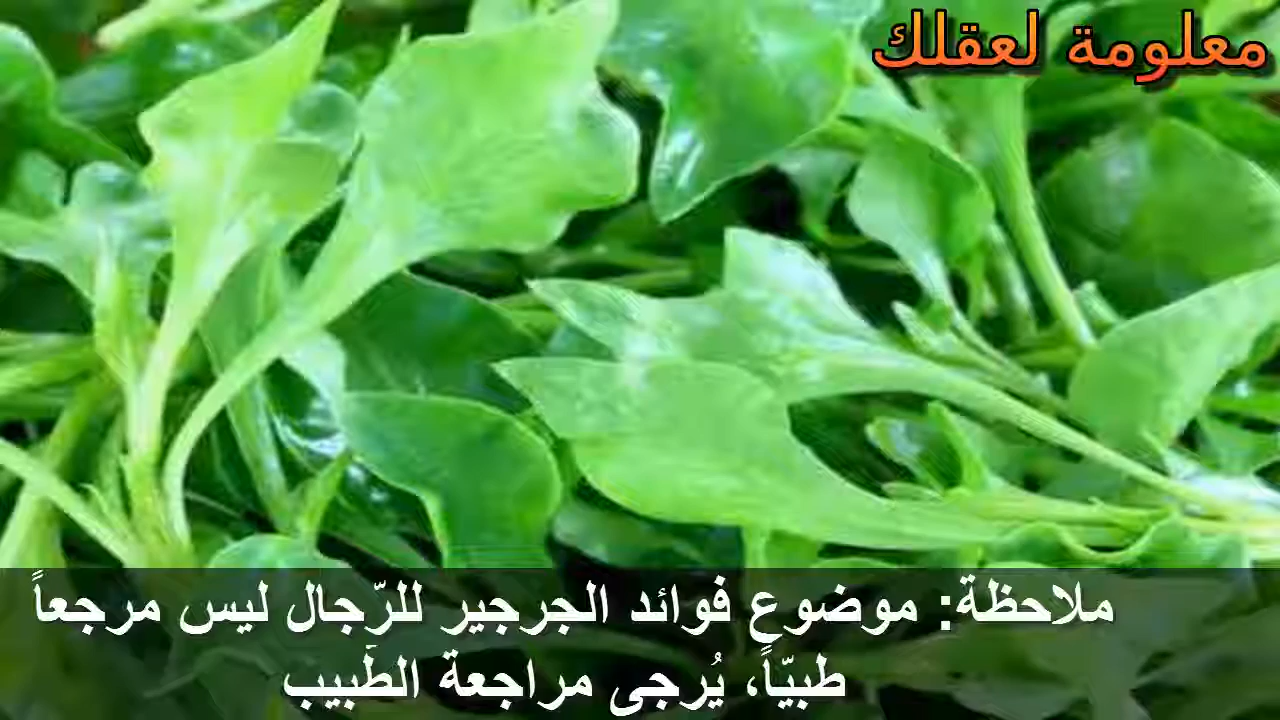 معلومة لعقلك
ملاحظة: موضوع فوائد الجرجير للرّجال ليس مرجعاً
طبيّاً، يُرجى مراجعة الطَبيب